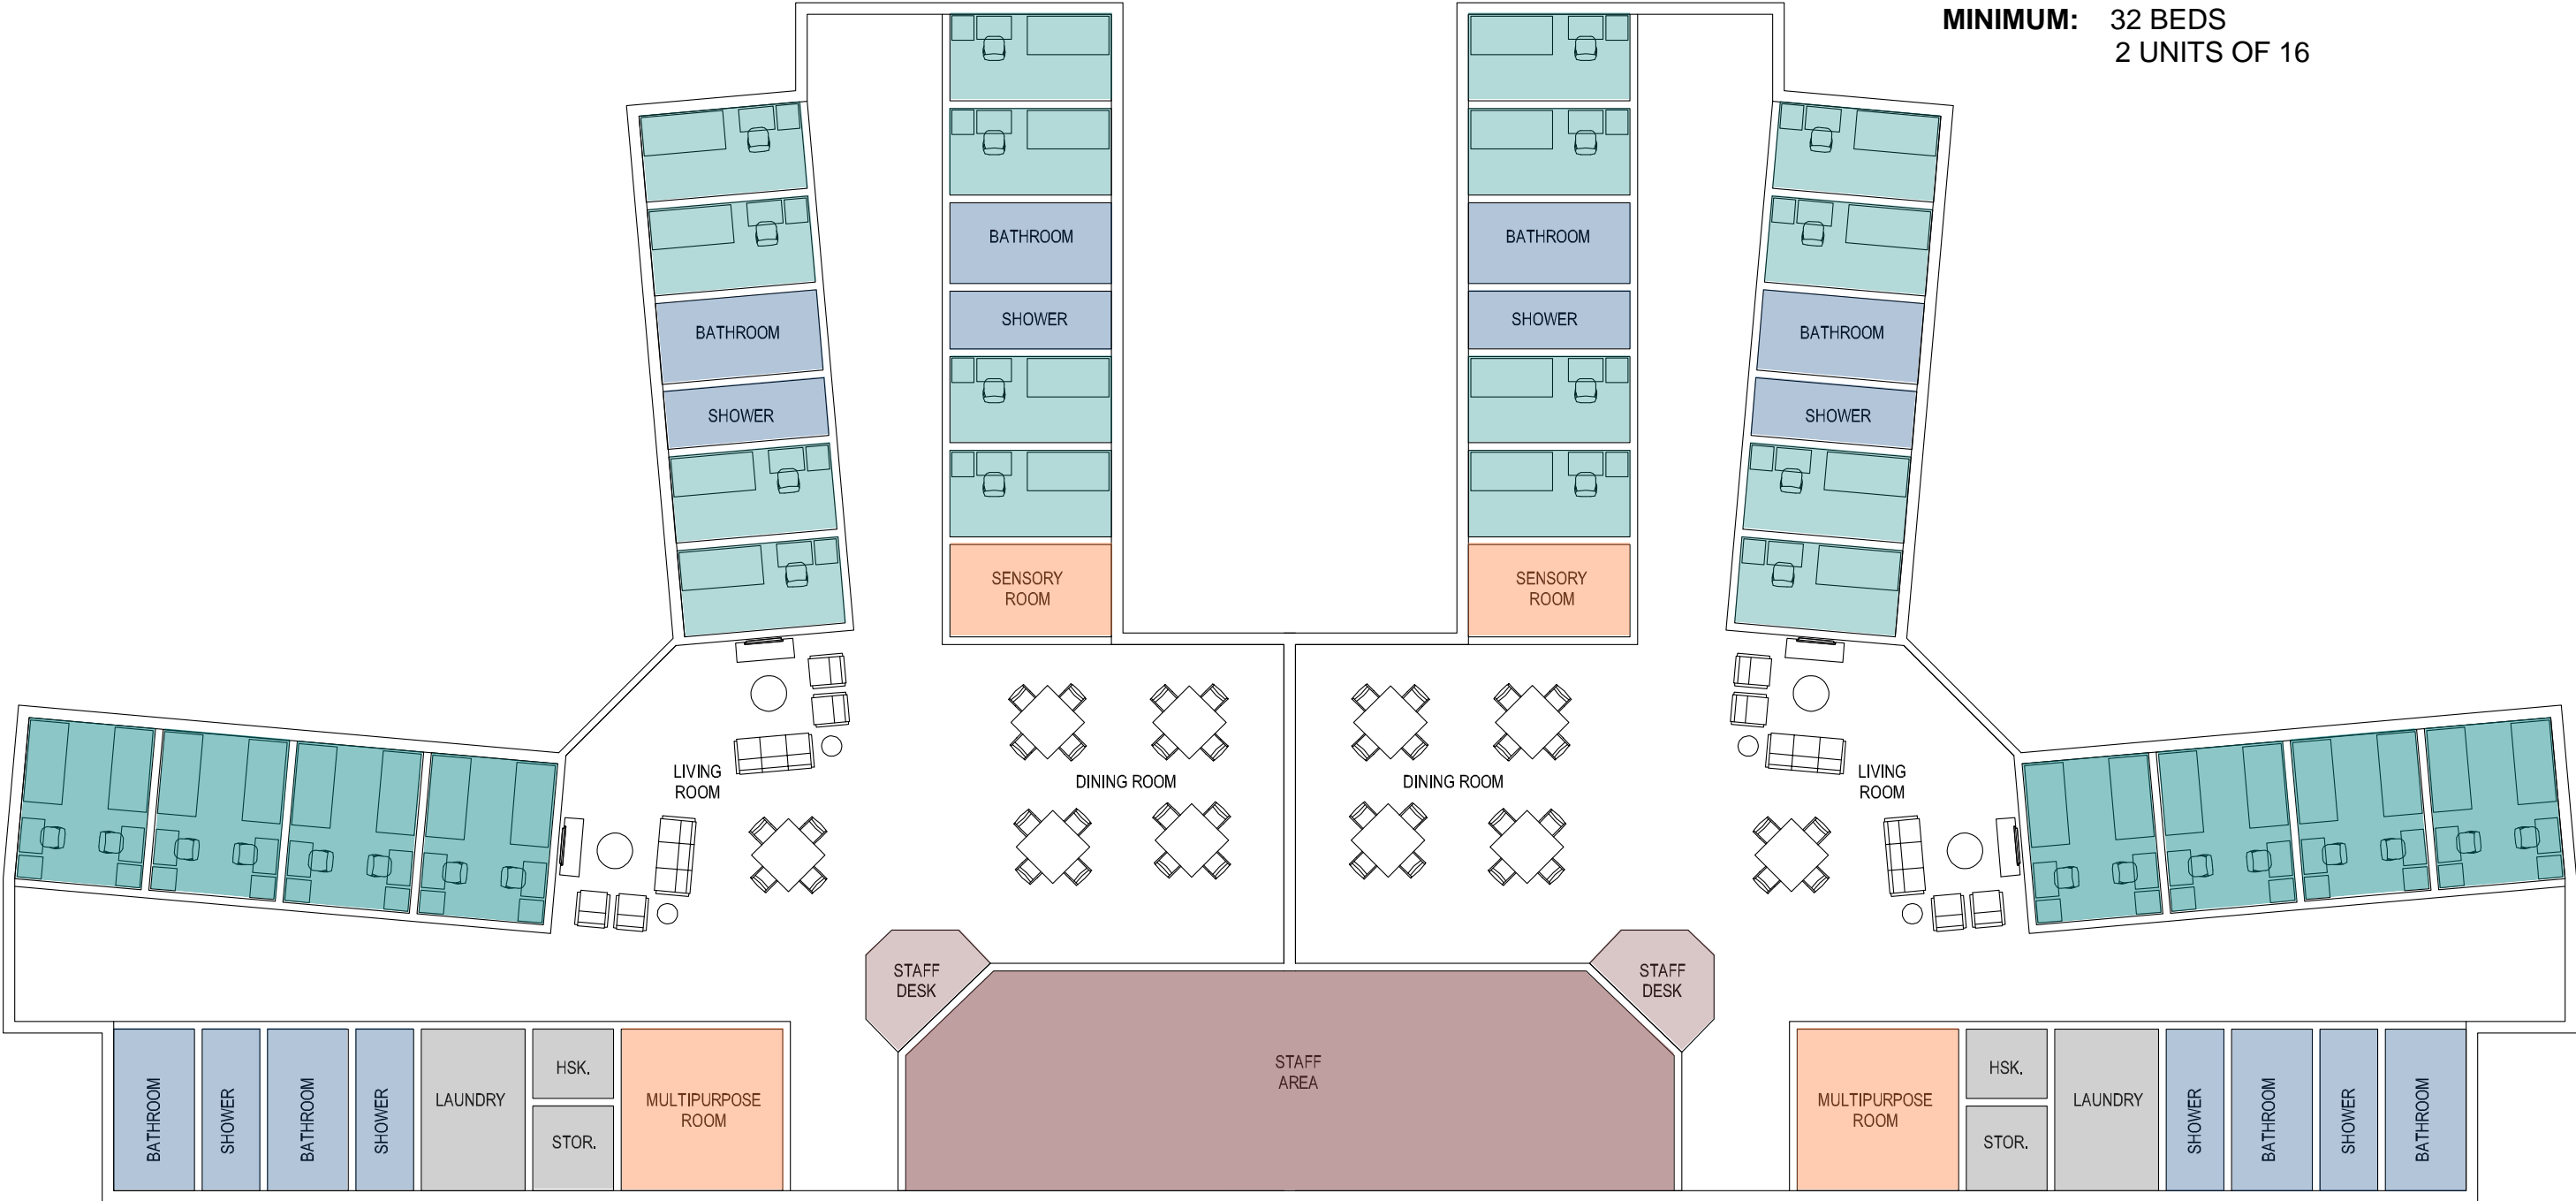 MINIMUM: 32 BEDS
2 UNITS OF 16
BATHROOM
BATHROOM
SHOWER
SHOWER
BATHROOM
BATHROOM
SHOWER
SHOWER
SENSORY
ROOM
SENSORY
ROOM
LIVING
ROOM
DINING ROOM
DINING ROOM
LIVING
ROOM
STAFF
DESK
STAFF
DESK
STAFF
AREA
BATHROOM
SHOWER
BATHROOM
SHOWER
LAUNDRY
HSK.
STOR.
MULTIPURPOSE
ROOM
MULTIPURPOSE
ROOM
HSK.
STOR.
LAUNDRY
SHOWER
BATHROOM
SHOWER
BATHROOM